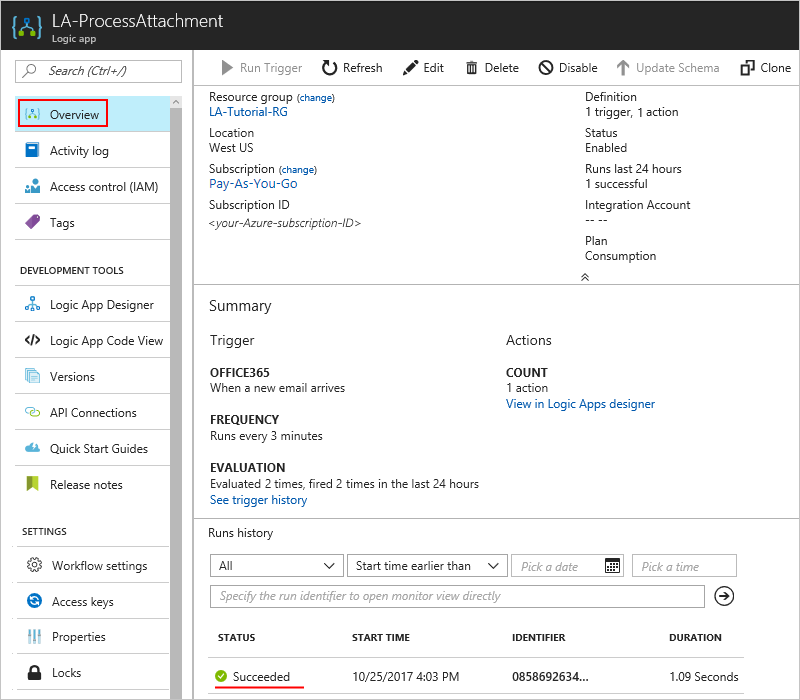 LA-ProcessAttachment
Logic app
Search (Ctrl+/)
Overview
Activity log
Access control (IAM)
Tags
DEVELOPMENT TOOLS
Logic App Designer
Logic App Code View
Versions
API Connections
Quick Start Guides
Release notes
SETTINGS
Workflow settings
Access keys
Properties
Locks
Run Trigger Refresh Edit Delete Disable Update Schema Clone
Resource group (change)
LA-Tutorial-RG
Location
West US
Subscription (change)
Pay-As-You-Go
Subscription ID
<your-Azure-subscription-ID>
Definition
1 trigger, 1 action
Status
Enabled
Runs last 24 hours
1 successful
Integration Account
-- --
Plan
Consumption
Summary
Trigger
OFFICE365
When a new email arrives
FREQUENCY
Runs every 3 minutes
EVALUATION
Evaluated 2 times, fired 2 times in the last 24 hours
See trigger history
Actions
COUNT
1 action
View in Logic Apps designer
Runs history
All Start time earlier than Pick a date Pick a time
Specify the run identifier to open monitor view directly
STATUS START TIME IDENTIFIER DURATION
Succeeded 10/25/2017 4:03 PM 0858692634... 1.09 Seconds